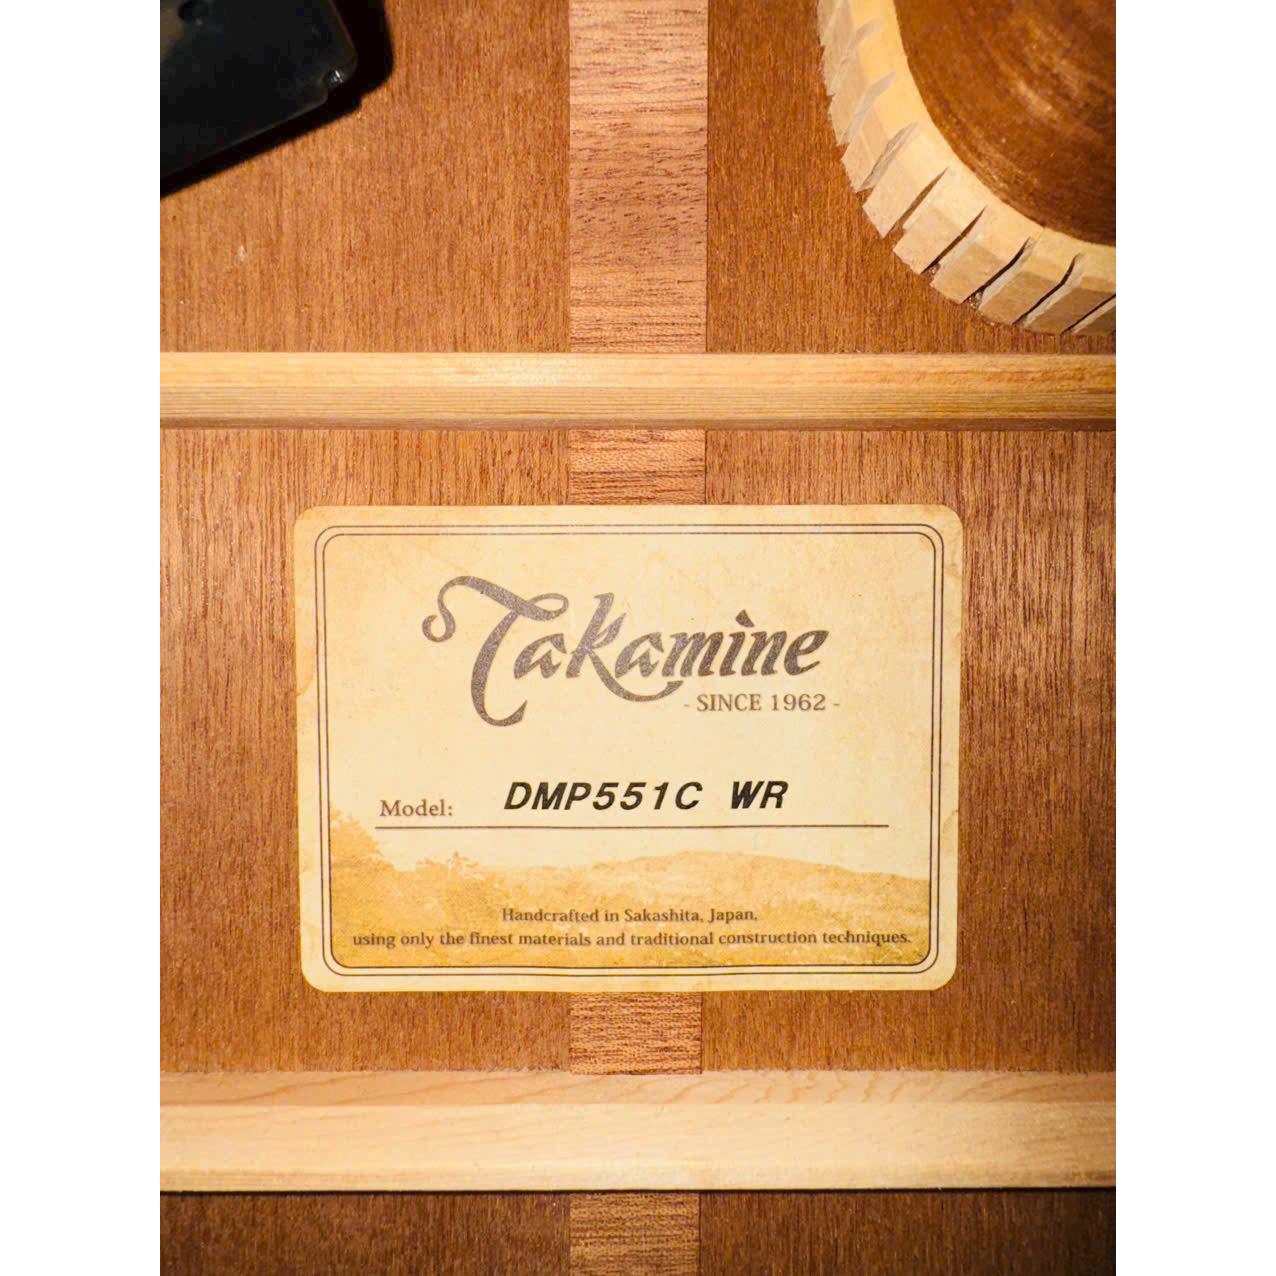 Takamine
- SINCE 1962 -
Model: DMP551C WR
Handcrafted in Sakashita, Japan,
using only the finest materials and traditional construction techniques.